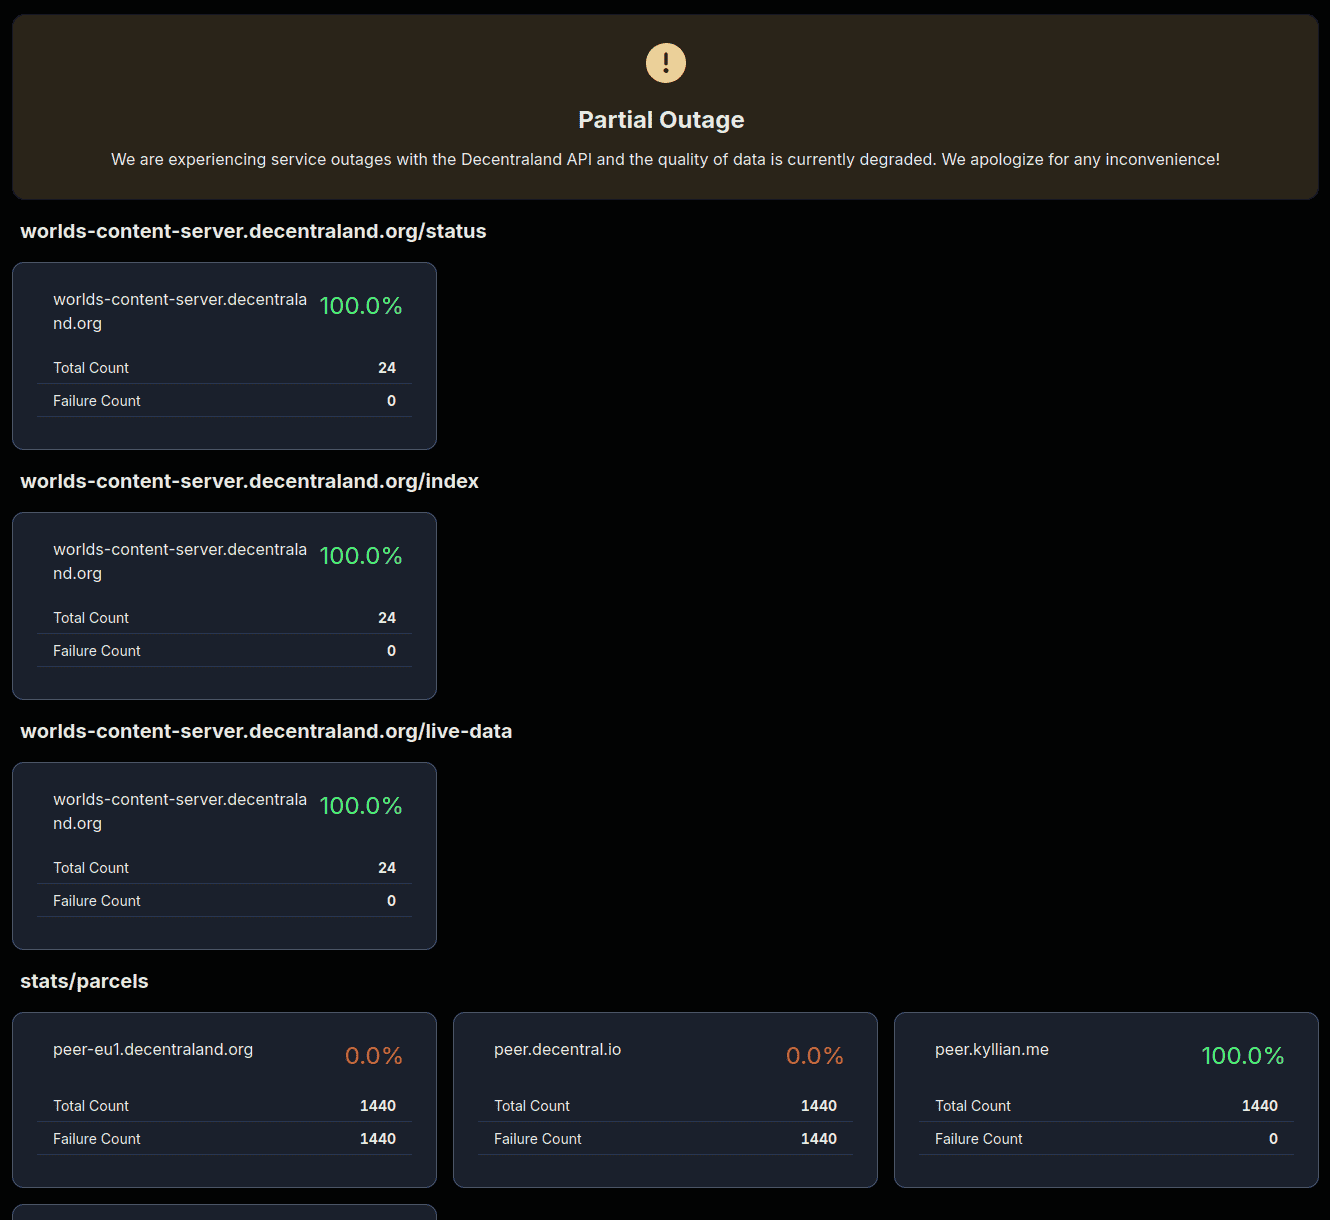 Partial Outage
We are experiencing service outages with the Decentraland API and the quality of data is currently degraded. We apologize for any inconvenience!
worlds-content-server.decentraland.org/status
worlds-content-server.decentrala
nd.org
100.0%
Total Count 24
Failure Count 0
worlds-content-server.decentraland.org/index
worlds-content-server.decentrala
nd.org
100.0%
Total Count 24
Failure Count 0
worlds-content-server.decentraland.org/live-data
worlds-content-server.decentrala
nd.org
100.0%
Total Count 24
Failure Count 0
stats/parcels
peer-eu1.decentraland.org 0.0%
Total Count 1440
Failure Count 1440
peer.decentral.io 0.0%
Total Count 1440
Failure Count 1440
peer.kyllian.me 100.0%
Total Count 1440
Failure Count 0